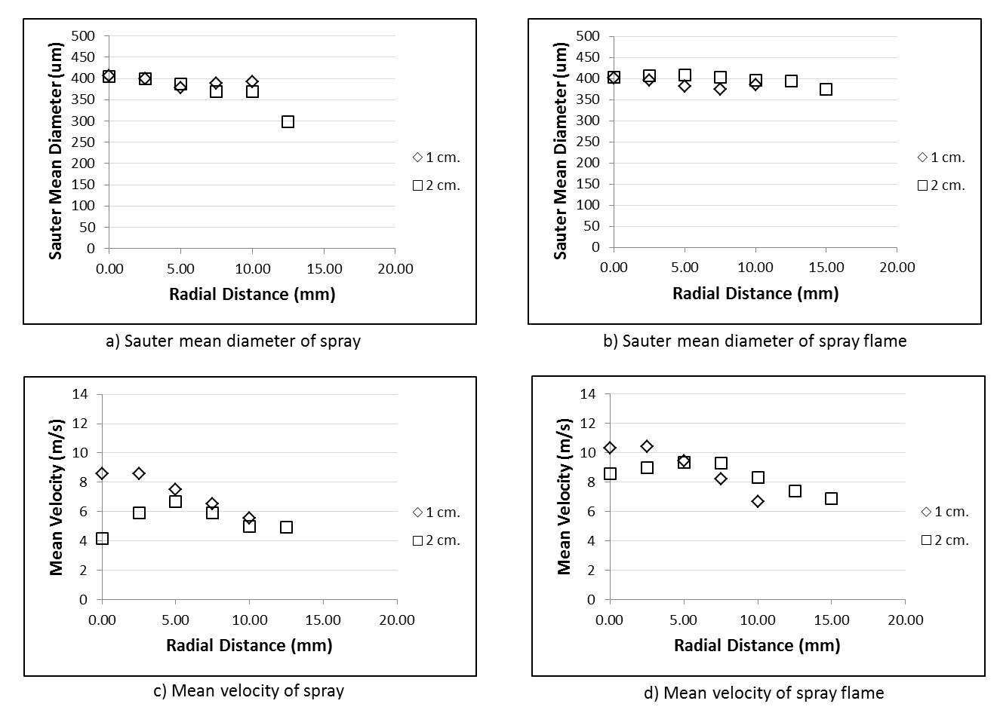 500
450
400
350
300
250
200
150
100
50
0
Sauter Mean Diameter (um)
0.00 5.00 10.00 15.00 20.00
Radial Distance (mm)
1 cm.
2 cm.
a) Sauter mean diameter of spray
500
450
400
350
300
250
200
150
100
50
0
Sauter Mean Diameter (um)
0.00 5.00 10.00 15.00 20.00
Radial Distance (mm)
1 cm.
2 cm.
b) Sauter mean diameter of spray flame
14
12
10
8
6
4
2
0
Mean Velocity (m/s)
0.00 5.00 10.00 15.00 20.00
Radial Distance (mm)
1 cm.
2 cm.
c) Mean velocity of spray
14
12
10
8
6
4
2
0
Mean Velocity (m/s)
0.00 5.00 10.00 15.00 20.00
Radial Distance (mm)
1 cm.
2 cm.
d) Mean velocity of spray flame